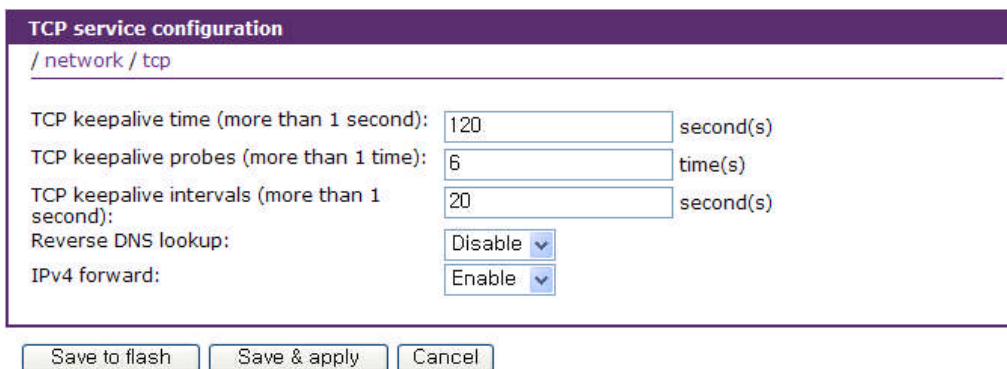 TCP service configuration
/ network / tcp
TCP keepalive time (more than 1 second): 120 second(s)
TCP keepalive probes (more than 1 time): 6 time(s)
TCP keepalive intervals (more than 1 second): 20 second(s)
Reverse DNS lookup: Disable
IPv4 forward: Enable
Save to flash Save & apply Cancel